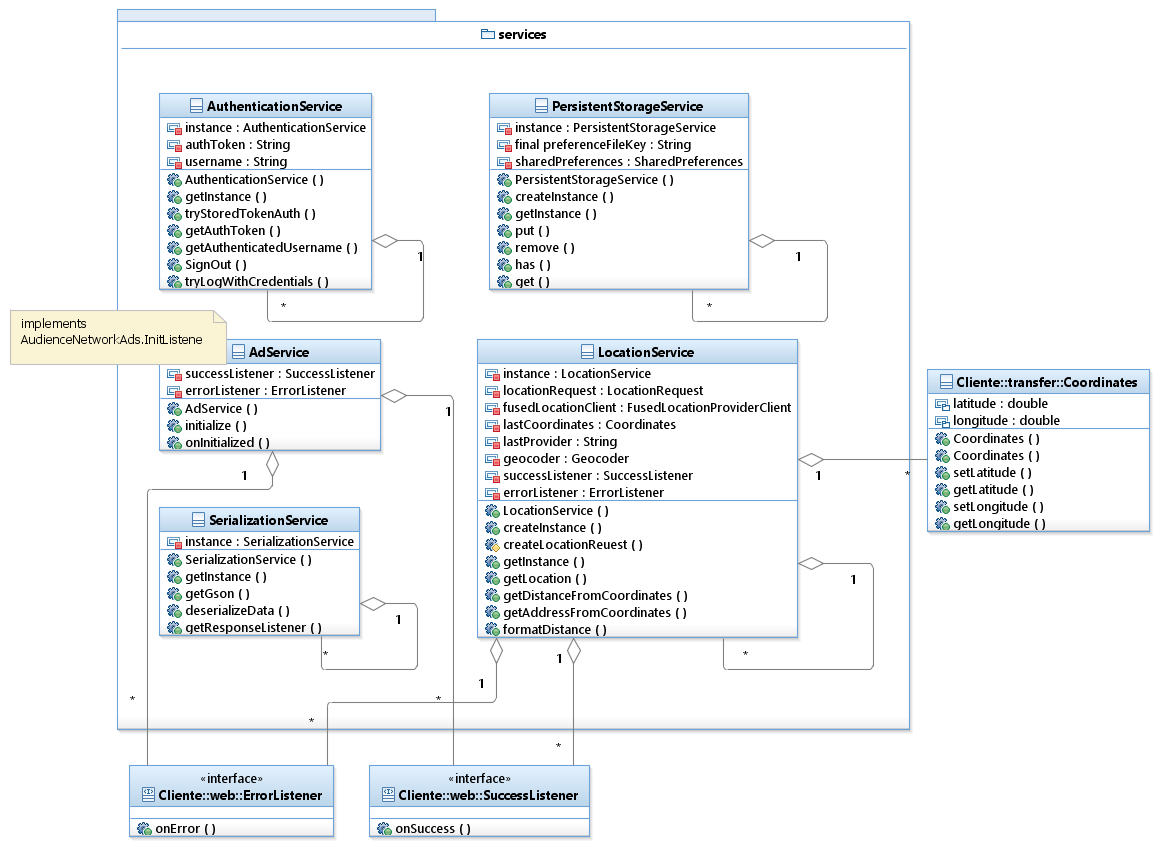 services
AuthenticationService
instance : AuthenticationService
authToken : String
username : String
AuthenticationService ( )
getInstance ( )
tryStoredTokenAuth ( )
getAuthToken ( )
getAuthenticatedUsername ( )
SignOut ( )
tryLogWithCredentials ( )
1
*
PersistentStorageService
instance : PersistentStorageService
final preferenceFileKey : String
sharedPreferences : SharedPreferences
PersistentStorageService ( )
createInstance ( )
getInstance ( )
put ( )
remove ( )
has ( )
get ( )
1
*
implements
AudienceNetworkAds.InitListene
AdService
successListener : SuccessListener
errorListener : ErrorListener
AdService ( )
initialize ( )
onInitialized ( )
1
1
LocationService
instance : LocationService
locationRequest : LocationRequest
fusedLocationClient : FusedLocationProviderClient
lastCoordinates : Coordinates
lastProvider : String
geocoder : Geocoder
successListener : SuccessListener
errorListener : ErrorListener
LocationService ( )
createInstance ( )
createLocationReuest ( )
getInstance ( )
getLocation ( )
getDistanceFromCoordinates ( )
getAddressFromCoordinates ( )
formatDistance ( )
1
*
1
*
Cliente::transfer::Coordinates
latitude : double
longitude : double
Coordinates ( )
Coordinates ( )
setLatitude ( )
getLatitude ( )
setLongitude ( )
getLongitude ( )
SerializationService
instance : SerializationService
SerializationService ( )
getInstance ( )
getGson ( )
deserializeData ( )
getResponseListener ( )
1
*
1
1
*
*
*
*
«interface»
Cliente::web::ErrorListener
onError ( )
«interface»
Cliente::web::SuccessListener
onSuccess ( )